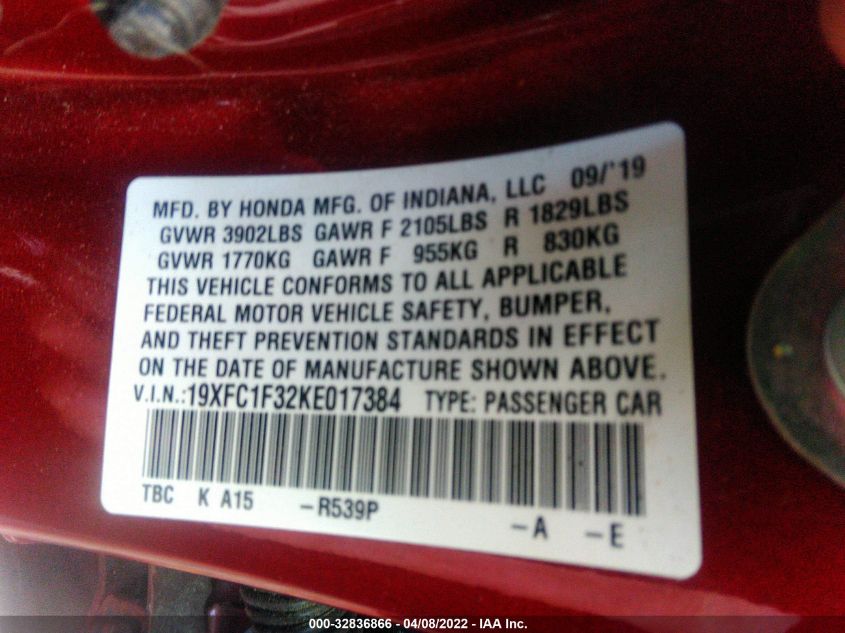 MFD. BY HONDA MFG. OF INDIANA, LLC 09/'19
GVWR 3902LBS GAWR F 2105LBS R 1829LBS
GVWR 1770KG GAWR F 955KG R 830KG
THIS VEHICLE CONFORMS TO ALL APPLICABLE
FEDERAL MOTOR VEHICLE SAFETY, BUMPER,
AND THEFT PREVENTION STANDARDS IN EFFECT
ON THE DATE OF MANUFACTURE SHOWN ABOVE.
V.I.N.:19XFC1F32KE017384 TYPE: PASSENGER CAR
TBC K A15 -R539P -A -E
000-32836866 - 04/08/2022 - IAA Inc.